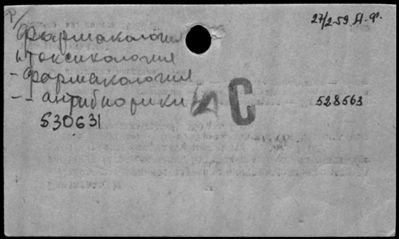 Р/
27/2-59 А.Ф.
Фармакология
и токсикология
- Фармакология
-- антибиотики
С
528563
530631